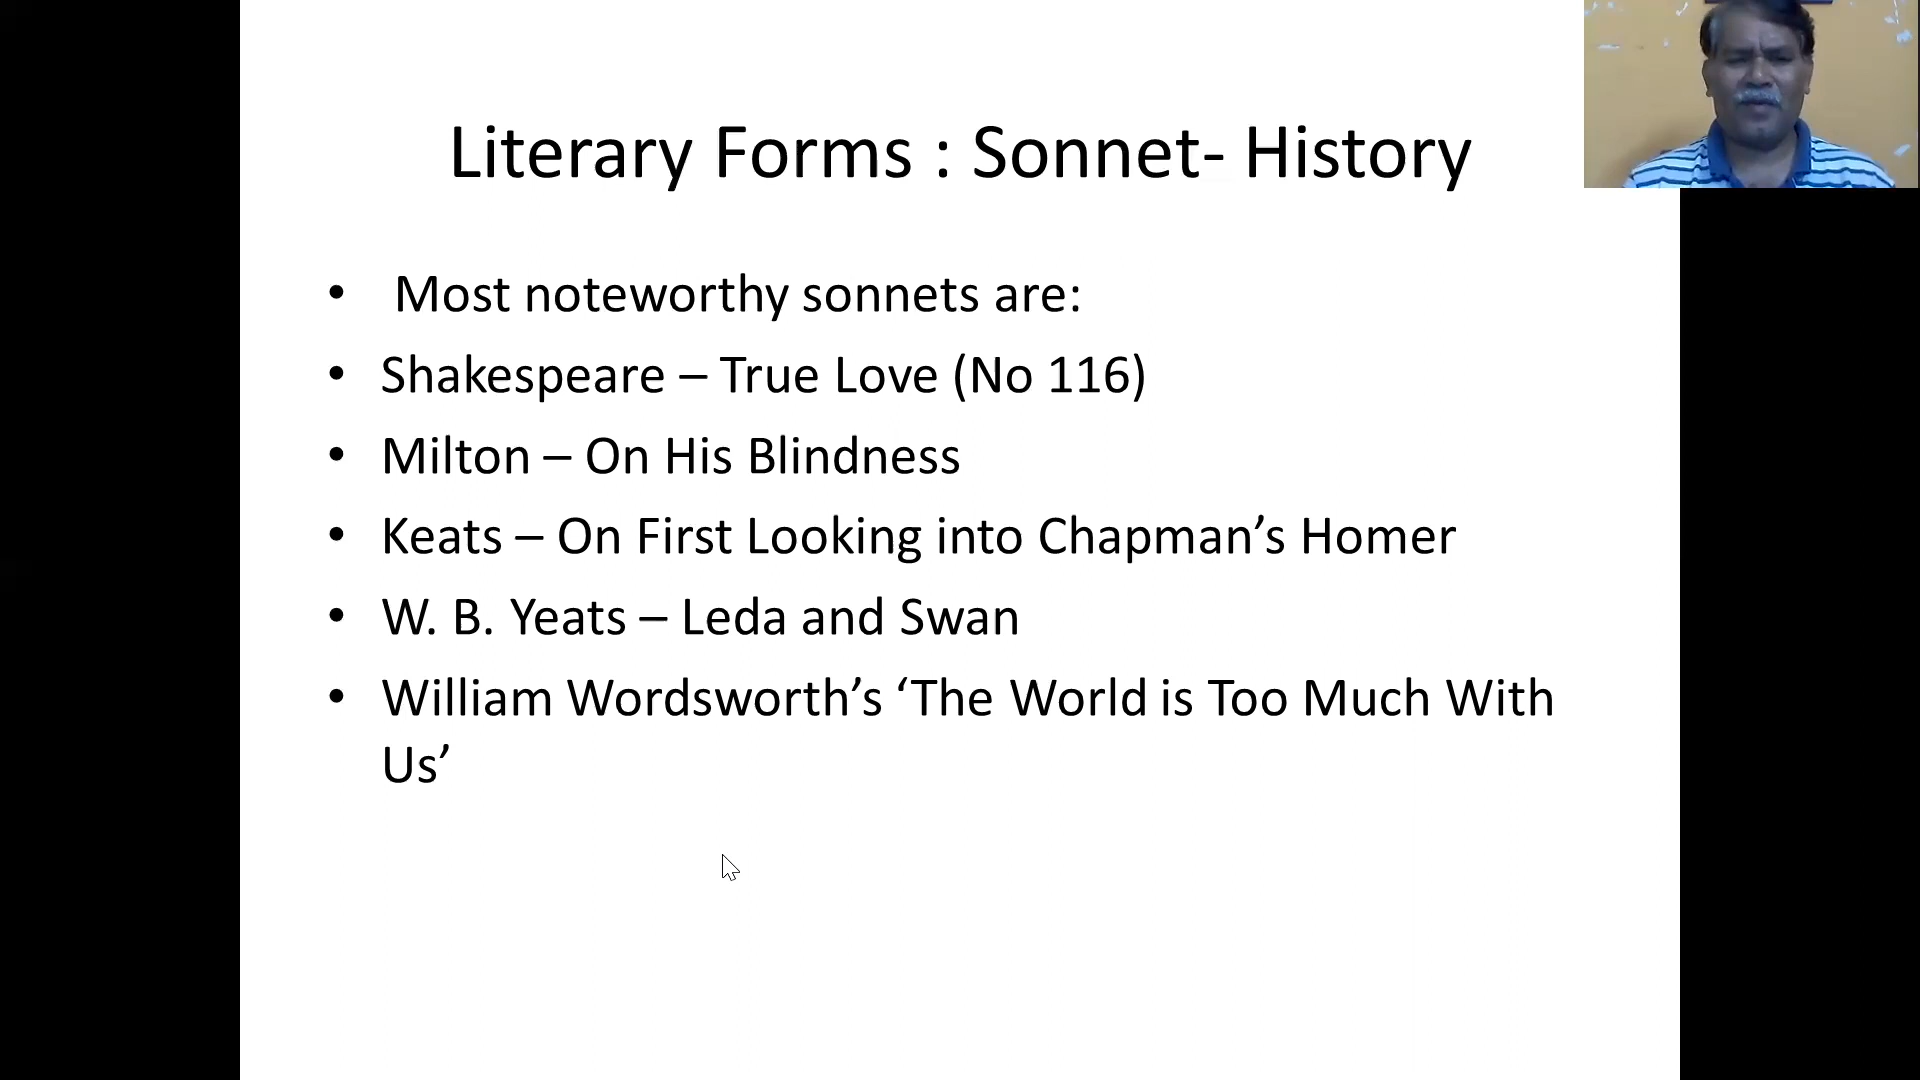 Literary Forms : Sonnet- History
• Most noteworthy sonnets are:
• Shakespeare – True Love (No 116)
• Milton – On His Blindness
• Keats – On First Looking into Chapman’s Homer
• W. B. Yeats – Leda and Swan
• William Wordsworth’s ‘The World is Too Much With
Us’